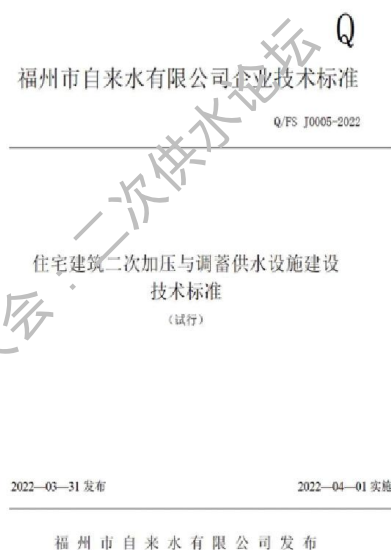 Q
福州市自来水有限公司企业技术标准
Q/FS J0005-2022
住宅建筑二次加压与调蓄供水设施建设
技术标准
（试行）
2022—03—31 发布
2022—04—01 实施
福州市自来水有限公司发布
会：二次供水论坛